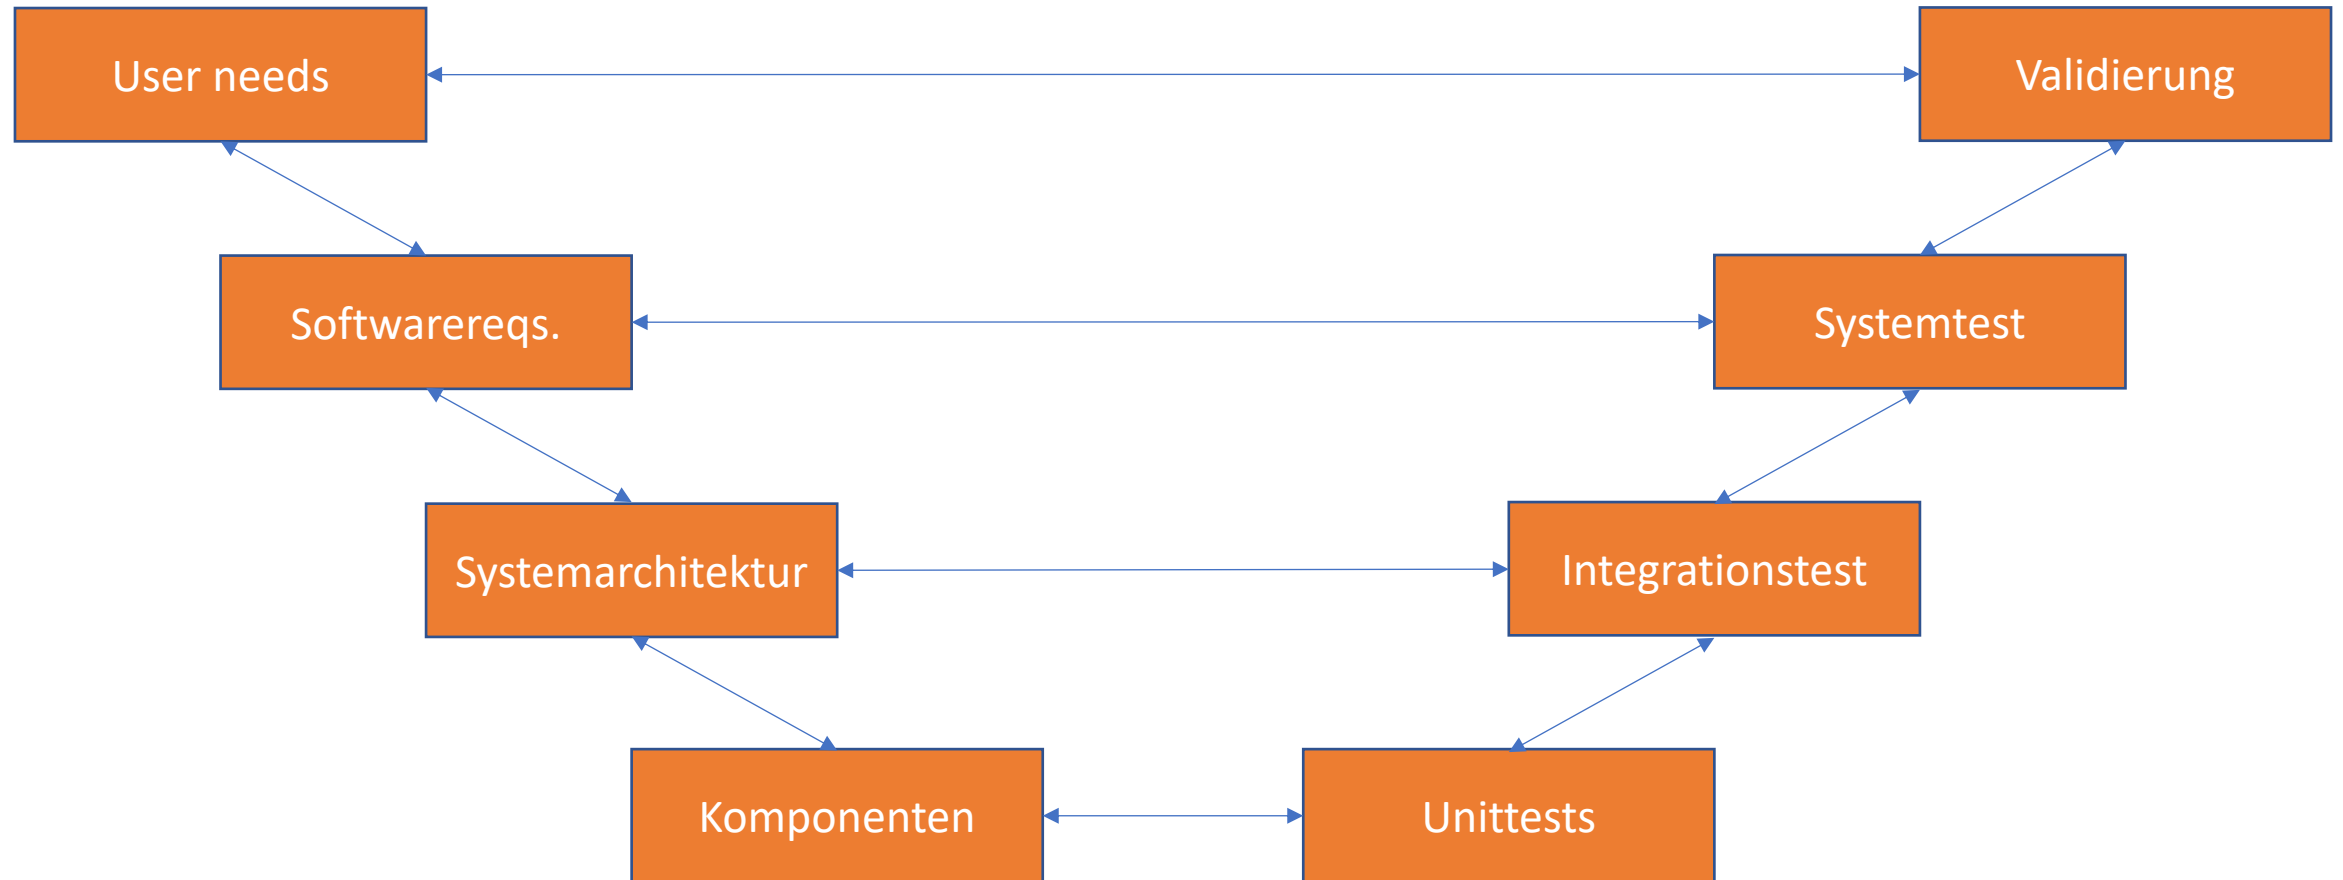 User needs
Validierung
Softwarereqs.
Systemtest
Systemarchitektur
Integrationstest
Komponenten
Unittests